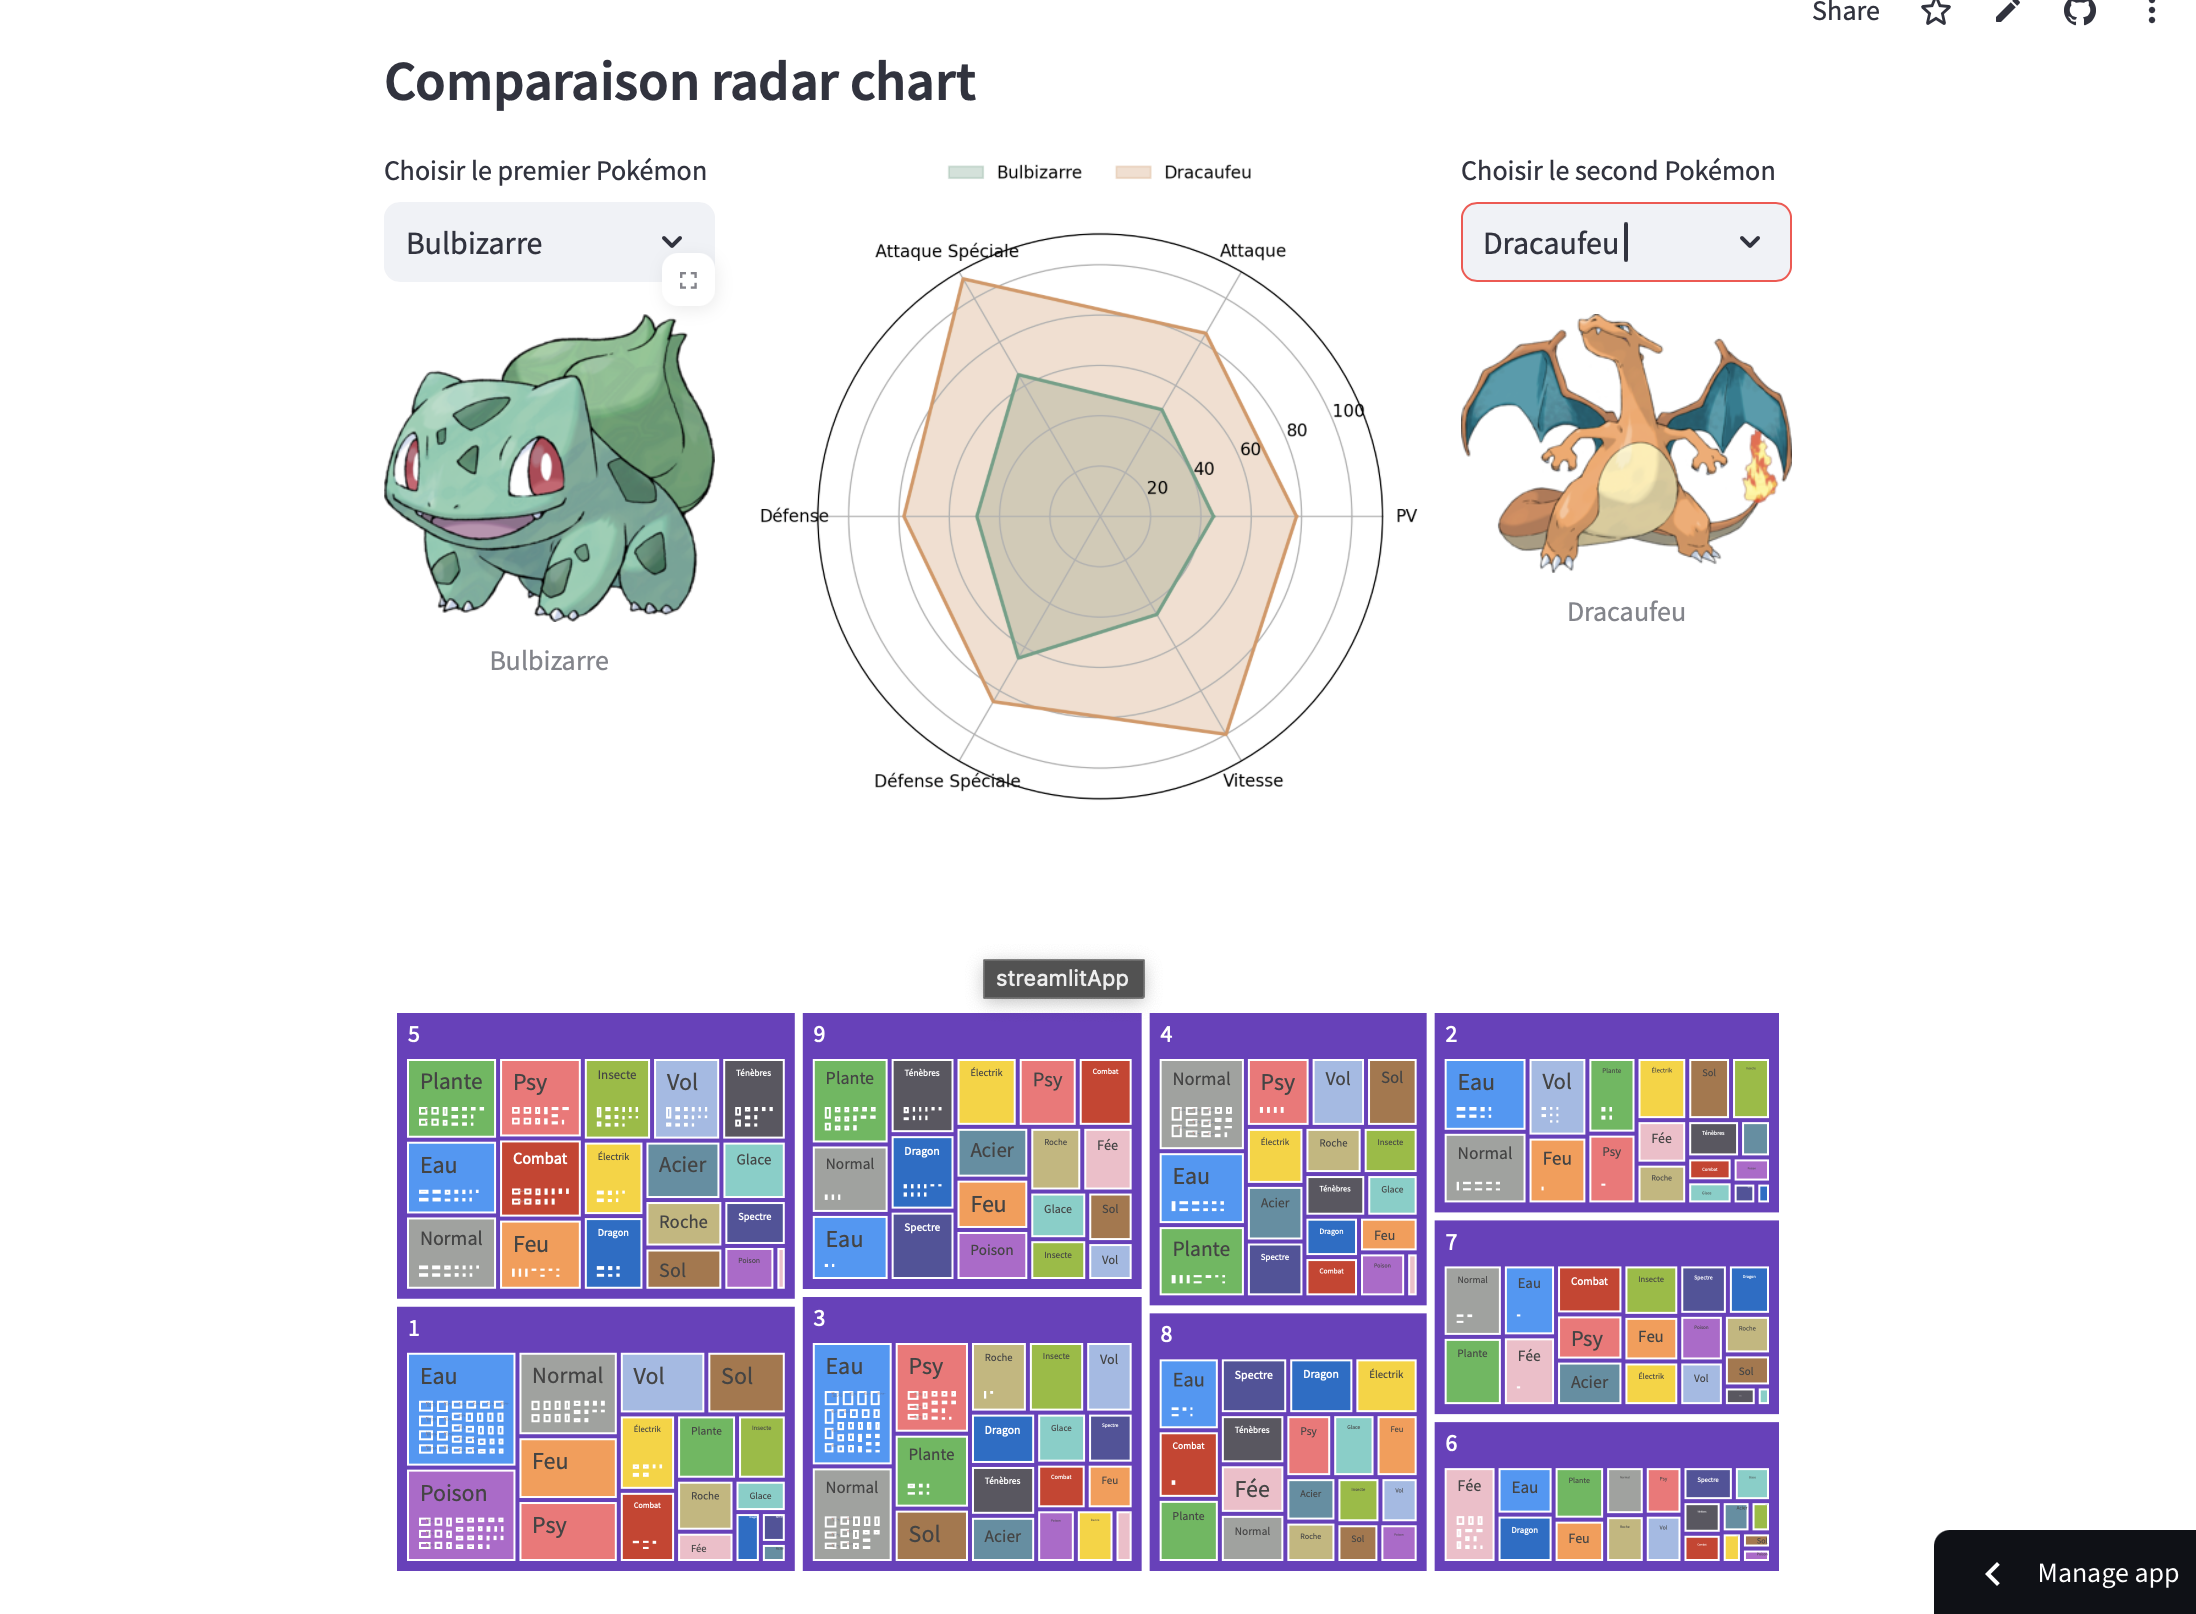 Share
Comparaison radar chart
Choisir le premier Pokémon
Bulbizarre
Bulbizarre
Bulbizarre Dracaufeu
Attaque Spéciale
Attaque
100
80
60
40
20
Défense
PV
Défense Spéciale
Vitesse
Choisir le second Pokémon
Dracaufeu
Dracaufeu
streamlitApp
5
Plante Psy Insecte Vol Ténèbres
Eau Combat Électrik Acier Glace
Normal Feu Dragon Roche Spectre
Sol Poison
9
Plante Ténèbres Électrik Psy Combat
Normal Dragon Acier Roche Fée
Eau Spectre Feu Glace Sol
Poison Insecte Vol
4
Normal Psy Vol Sol
Électrik Roche Insecte
Eau Acier Ténèbres Glace
Plante Spectre Dragon Feu
Combat Poison
2
Eau Vol Plante Électrik Sol
Normal Feu Psy Fée Ténèbres
Roche Combat
7
Normal Eau Combat Insecte Spectre Dragon
Plante Fée Psy Feu Poison Roche
Acier Électrik Vol Sol
1
Eau Normal Vol Sol
Poison Feu Électrik Plante Insecte
Psy Combat Roche Glace
Fée
3
Eau Psy Roche Insecte Vol
Normal Plante Dragon Glace Spectre
Sol Ténèbres Combat Feu
Acier
8
Eau Spectre Dragon Électrik
Combat Ténèbres Psy Glace Feu
Plante Fée Acier Insecte Vol
Normal Roche Sol
6
Fée Eau Plante Psy Spectre
Dragon Feu Roche Vol
Manage app